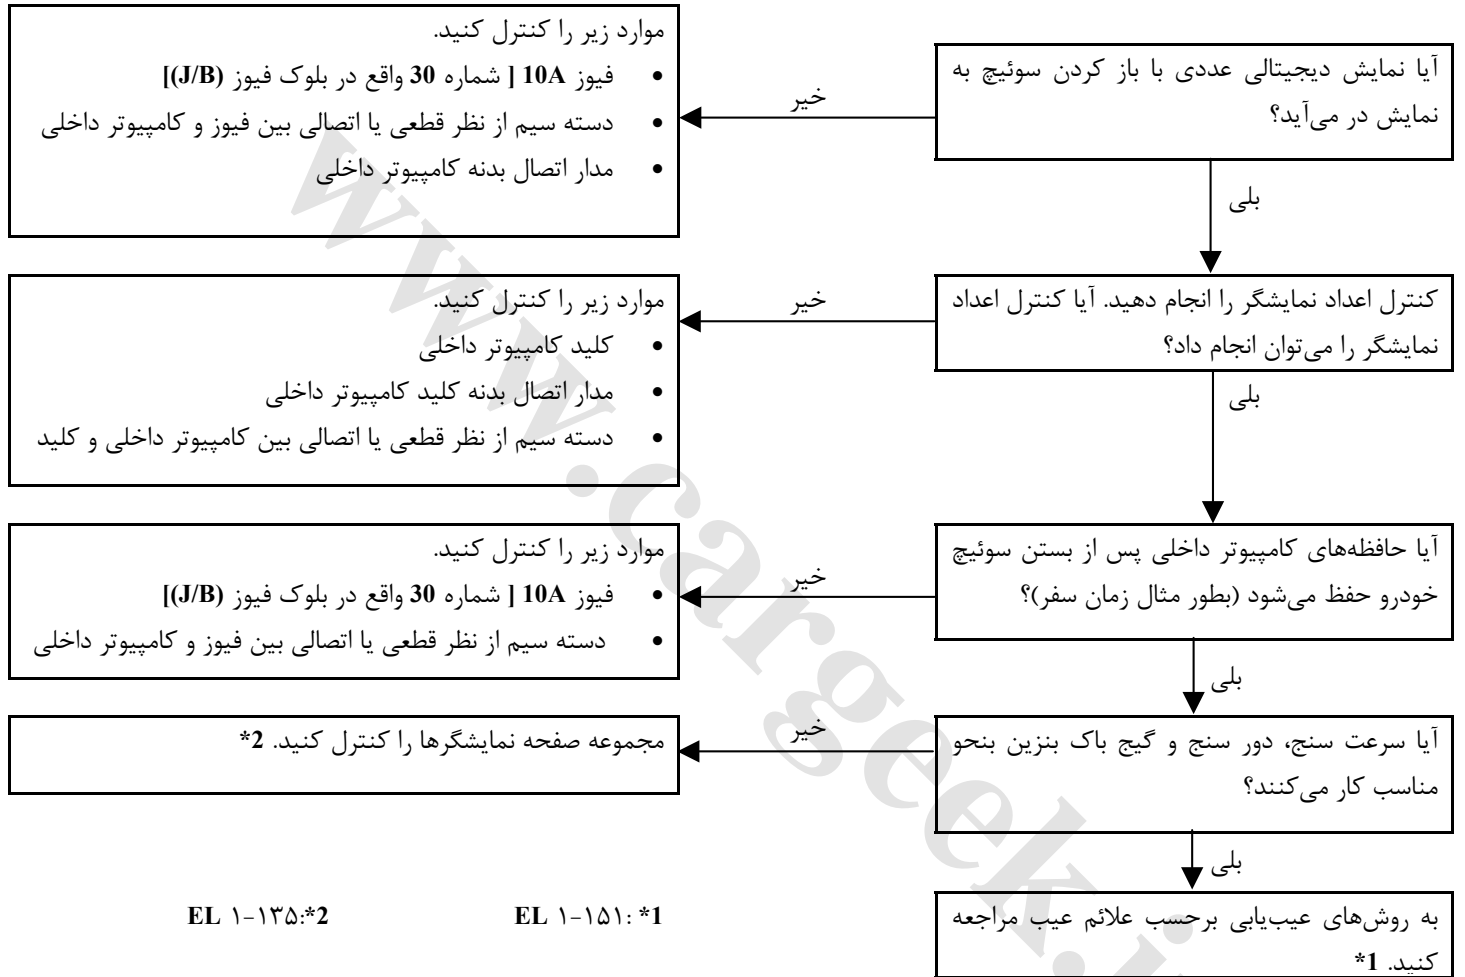 آیا نمایش دیجیتالی عددی با باز کردن سوئیچ به
نمایش در می‌آید؟
خیر
موارد زیر را کنترل کنید.
• فیوز 10A [ شماره 30 واقع در بلوک فیوز (J/B)]
• دسته سیم از نظر قطعی یا اتصالی بین فیوز و کامپیوتر داخلی
• مدار اتصال بدنه کامپیوتر داخلی
بلی
کنترل اعداد نمایشگر را انجام دهید. آیا کنترل اعداد
نمایشگر را می‌توان انجام داد؟
خیر
موارد زیر را کنترل کنید.
• کلید کامپیوتر داخلی
• مدار اتصال بدنه کلید کامپیوتر داخلی
• دسته سیم از نظر قطعی یا اتصالی بین کامپیوتر داخلی و کلید
بلی
آیا حافظه‌های کامپیوتر داخلی پس از بستن سوئیچ
خودرو حفظ می‌شود (بطور مثال زمان سفر)؟
خیر
موارد زیر را کنترل کنید.
• فیوز 10A [ شماره 30 واقع در بلوک فیوز (J/B)]
• دسته سیم از نظر قطعی یا اتصالی بین فیوز و کامپیوتر داخلی
بلی
آیا سرعت سنج، دور سنج و گیج باک بنزین بنحو
مناسب کار می‌کنند؟
خیر
مجموعه صفحه نمایشگرها را کنترل کنید. 2*
بلی
به روش‌های عیب‌یابی برحسب علائم عیب مراجعه
کنید. 1*
EL ۱-۱۵۱: *1
EL ۱-۱۳۵:*2
www.cargeek.i